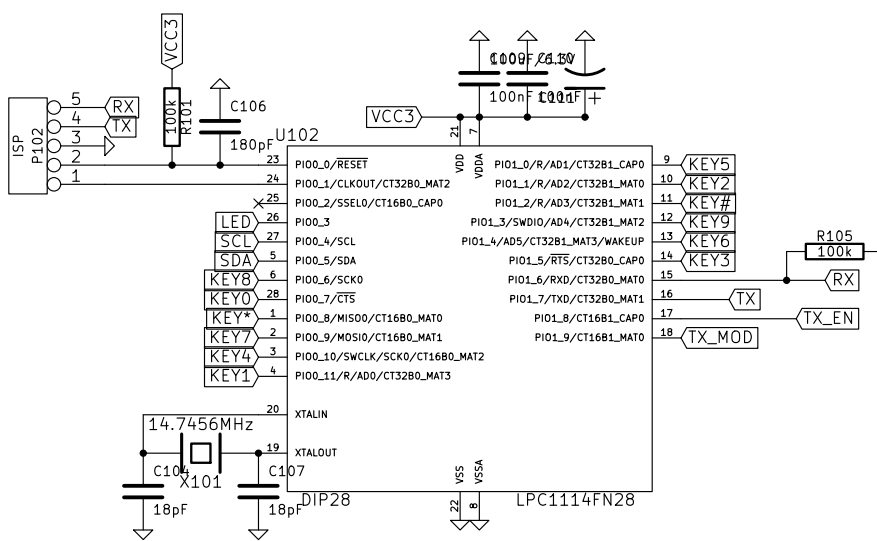 VCC3
C109
C110
100uF/6.3V
100nF
100nF
C111
ISP
P102
5
RX
4
TX
3
2
1
100k
R101
C106
180pF
VCC3
U102
21
7
VDD
VDDA
23
PIO0_0/RESET
24
PIO0_1/CLKOUT/CT32B0_MAT2
25
PIO0_2/SSEL0/CT16B0_CAP0
LED
26
PIO0_3
SCL
27
PIO0_4/SCL
SDA
5
PIO0_5/SDA
KEY8
6
PIO0_6/SCK0
KEY0
28
PIO0_7/CTS
KEY*
1
PIO0_8/MISO0/CT16B0_MAT0
KEY7
2
PIO0_9/MOSI0/CT16B0_MAT1
KEY4
3
PIO0_10/SWCLK/SCK0/CT16B0_MAT2
KEY1
4
PIO0_11/R/AD0/CT32B0_MAT3
20
XTALIN
19
XTALOUT
PIO1_0/R/AD1/CT32B1_CAP0
9
KEY5
PIO1_1/R/AD2/CT32B1_MAT0
10
KEY2
PIO1_2/R/AD3/CT32B1_MAT1
11
KEY#
PIO1_3/SWDIO/AD4/CT32B1_MAT2
12
KEY9
PIO1_4/AD5/CT32B1_MAT3/WAKEUP
13
KEY6
PIO1_5/RTS/CT32B0_CAP0
14
KEY3
PIO1_6/RXD/CT32B0_MAT0
15
RX
R105
100k
PIO1_7/TXD/CT32B0_MAT1
16
TX
PIO1_8/CT16B1_CAP0
17
TX_EN
PIO1_9/CT16B1_MAT0
18
TX_MOD
14.7456MHz
X101
C104
18pF
C107
18pF
VSS
VSSA
22
8
DIP28
LPC1114FN28